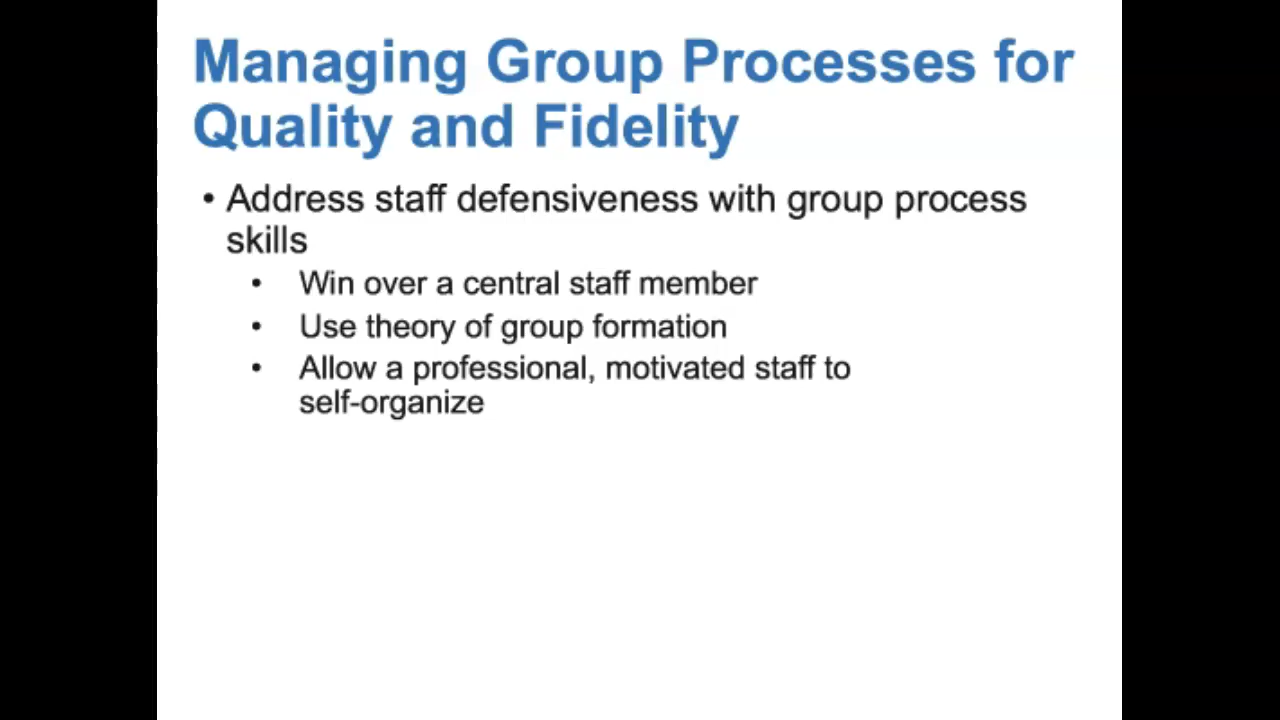 Managing Group Processes for
Quality and Fidelity
• Address staff defensiveness with group process
skills
• Win over a central staff member
• Use theory of group formation
• Allow a professional, motivated staff to
self-organize